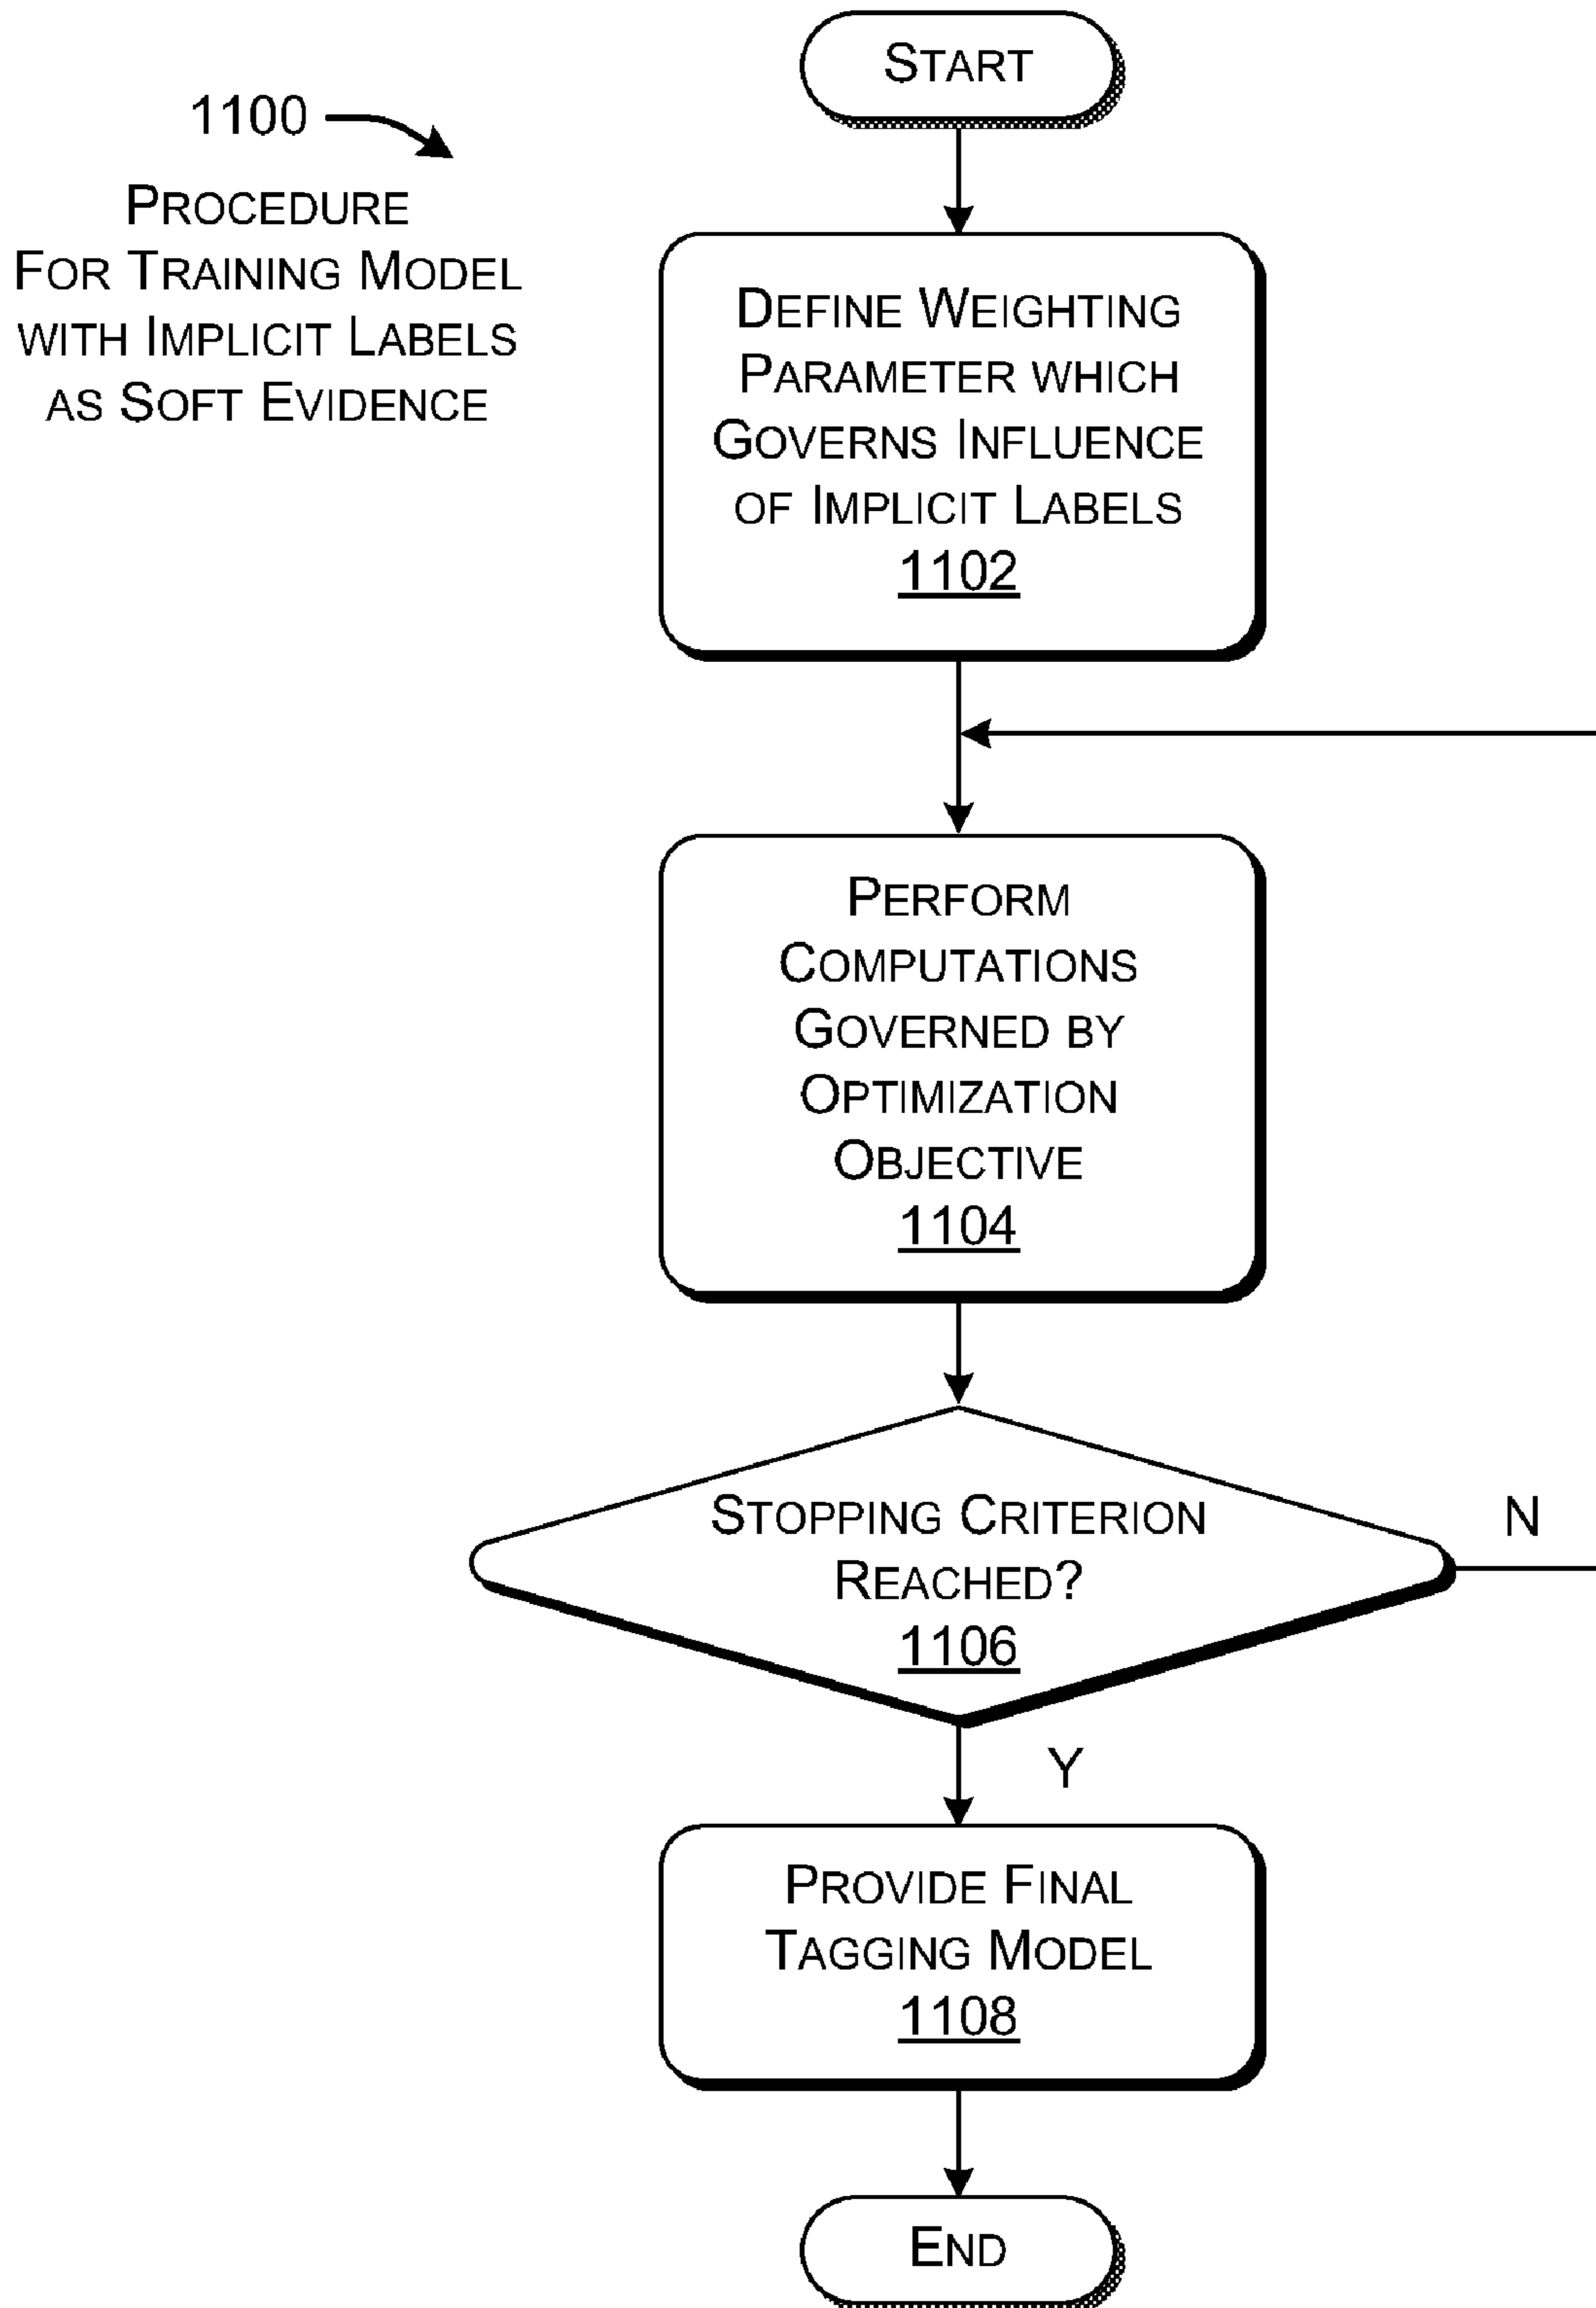 START
1100
PROCEDURE
FOR TRAINING MODEL
WITH IMPLICIT LABELS
AS SOFT EVIDENCE
DEFINE WEIGHTING
PARAMETER WHICH
GOVERNS INFLUENCE
OF IMPLICIT LABELS
1102
PERFORM
COMPUTATIONS
GOVERNED BY
OPTIMIZATION
OBJECTIVE
1104
STOPPING CRITERION
REACHED?
1106
N
Y
PROVIDE FINAL
TAGGING MODEL
1108
END